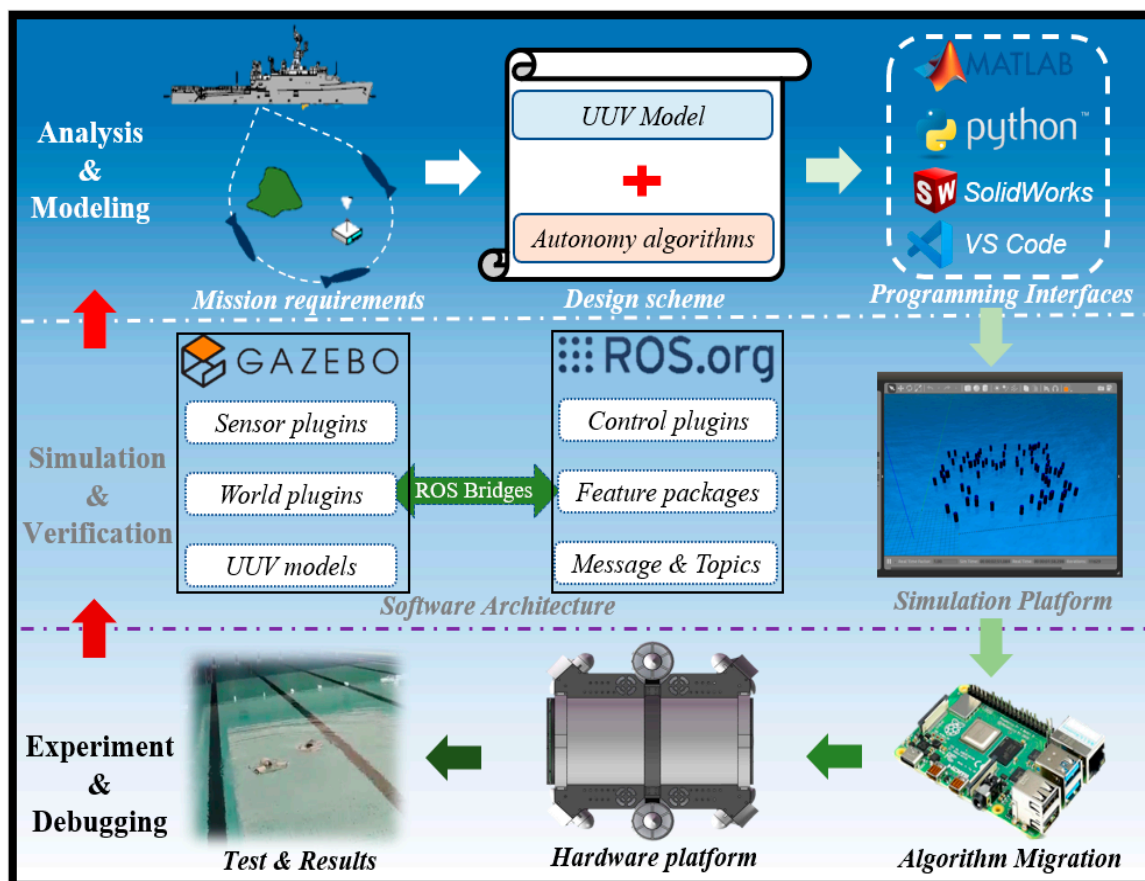 Analysis
&
Modeling
Mission requirements
UUV Model
Autonomy algorithms
Design scheme
MATLAB
python™
SW SolidWorks
VS Code
Programming Interfaces
Simulation
&
Verification
GAZEBO
Sensor plugins
World plugins
UUV models
ROS Bridges
ROS.org
Control plugins
Feature packages
Message & Topics
Software Architecture
Simulation Platform
Experiment
&
Debugging
Test & Results
Hardware platform
Algorithm Migration